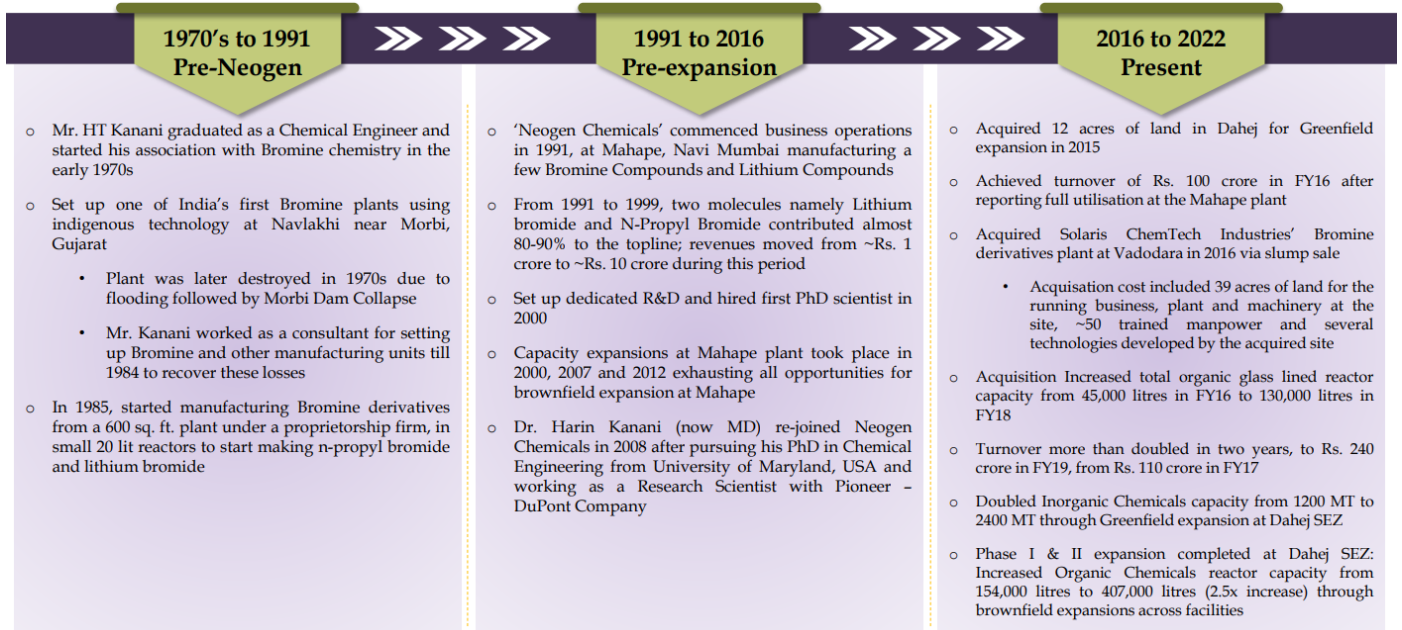 1970's to 1991
Pre-Neogen
1991 to 2016
Pre-expansion
2016 to 2022
Present
o Mr. HT Kanani graduated as a Chemical Engineer and
started his association with Bromine chemistry in the
early 1970s
o Set up one of India's first Bromine plants using
indigenous technology at Navlakhi near Morbi,
Gujarat
• Plant was later destroyed in 1970s due to
flooding followed by Morbi Dam Collapse
• Mr. Kanani worked as a consultant for setting
up Bromine and other manufacturing units till
1984 to recover these losses
o In 1985, started manufacturing Bromine derivatives
from a 600 sq. ft. plant under a proprietorship firm, in
small 20 lit reactors to start making n-propyl bromide
and lithium bromide
o 'Neogen Chemicals' commenced business operations
in 1991, at Mahape, Navi Mumbai manufacturing a
few Bromine Compounds and Lithium Compounds
o From 1991 to 1999, two molecules namely Lithium
bromide and N-Propyl Bromide contributed almost
80-90% to the topline; revenues moved from ~Rs. 1
crore to ~Rs. 10 crore during this period
o Set up dedicated R&D and hired first PhD scientist in
2000
o Capacity expansions at Mahape plant took place in
2000, 2007 and 2012 exhausting all opportunities for
brownfield expansion at Mahape
o Dr. Harin Kanani (now MD) re-joined Neogen
Chemicals in 2008 after pursuing his PhD in Chemical
Engineering from University of Maryland, USA and
working as a Research Scientist with Pioneer –
DuPont Company
o Acquired 12 acres of land in Dahej for Greenfield
expansion in 2015
o Achieved turnover of Rs. 100 crore in FY16 after
reporting full utilisation at the Mahape plant
o Acquired Solaris ChemTech Industries' Bromine
derivatives plant at Vadodara in 2016 via slump sale
• Acquisation cost included 39 acres of land for the
running business, plant and machinery at the
site, ~50 trained manpower and several
technologies developed by the acquired site
o Acquisition Increased total organic glass lined reactor
capacity from 45,000 litres in FY16 to 130,000 litres in
FY18
o Turnover more than doubled in two years, to Rs. 240
crore in FY19, from Rs. 110 crore in FY17
o Doubled Inorganic Chemicals capacity from 1200 MT to
2400 MT through Greenfield expansion at Dahej SEZ
o Phase I & II expansion completed at Dahej SEZ:
Increased Organic Chemicals reactor capacity from
154,000 litres to 407,000 litres (2.5x increase) through
brownfield expansions across facilities